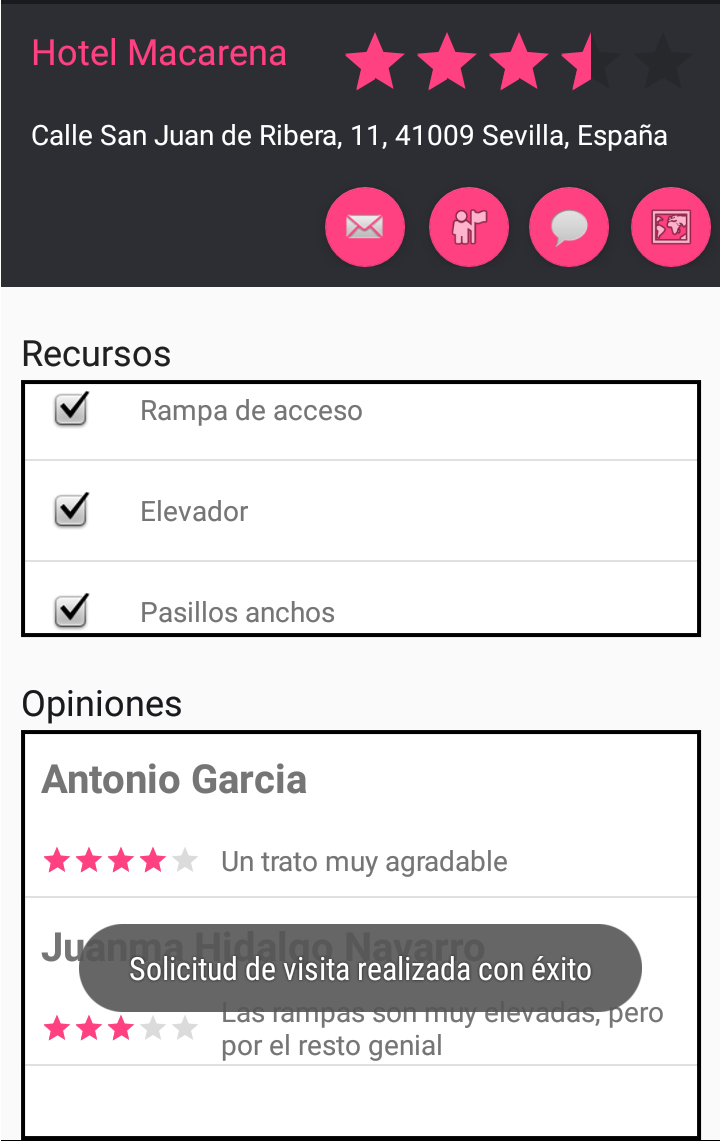 Hotel Macarena
Calle San Juan de Ribera, 11, 41009 Sevilla, España
Recursos
Rampa de acceso
Elevador
Pasillos anchos
Opiniones
Antonio Garcia
Un trato muy agradable
Juanma Hidalgo Navarro
Solicitud de visita realizada con éxito
Las rampas son muy elevadas, pero
por el resto genial